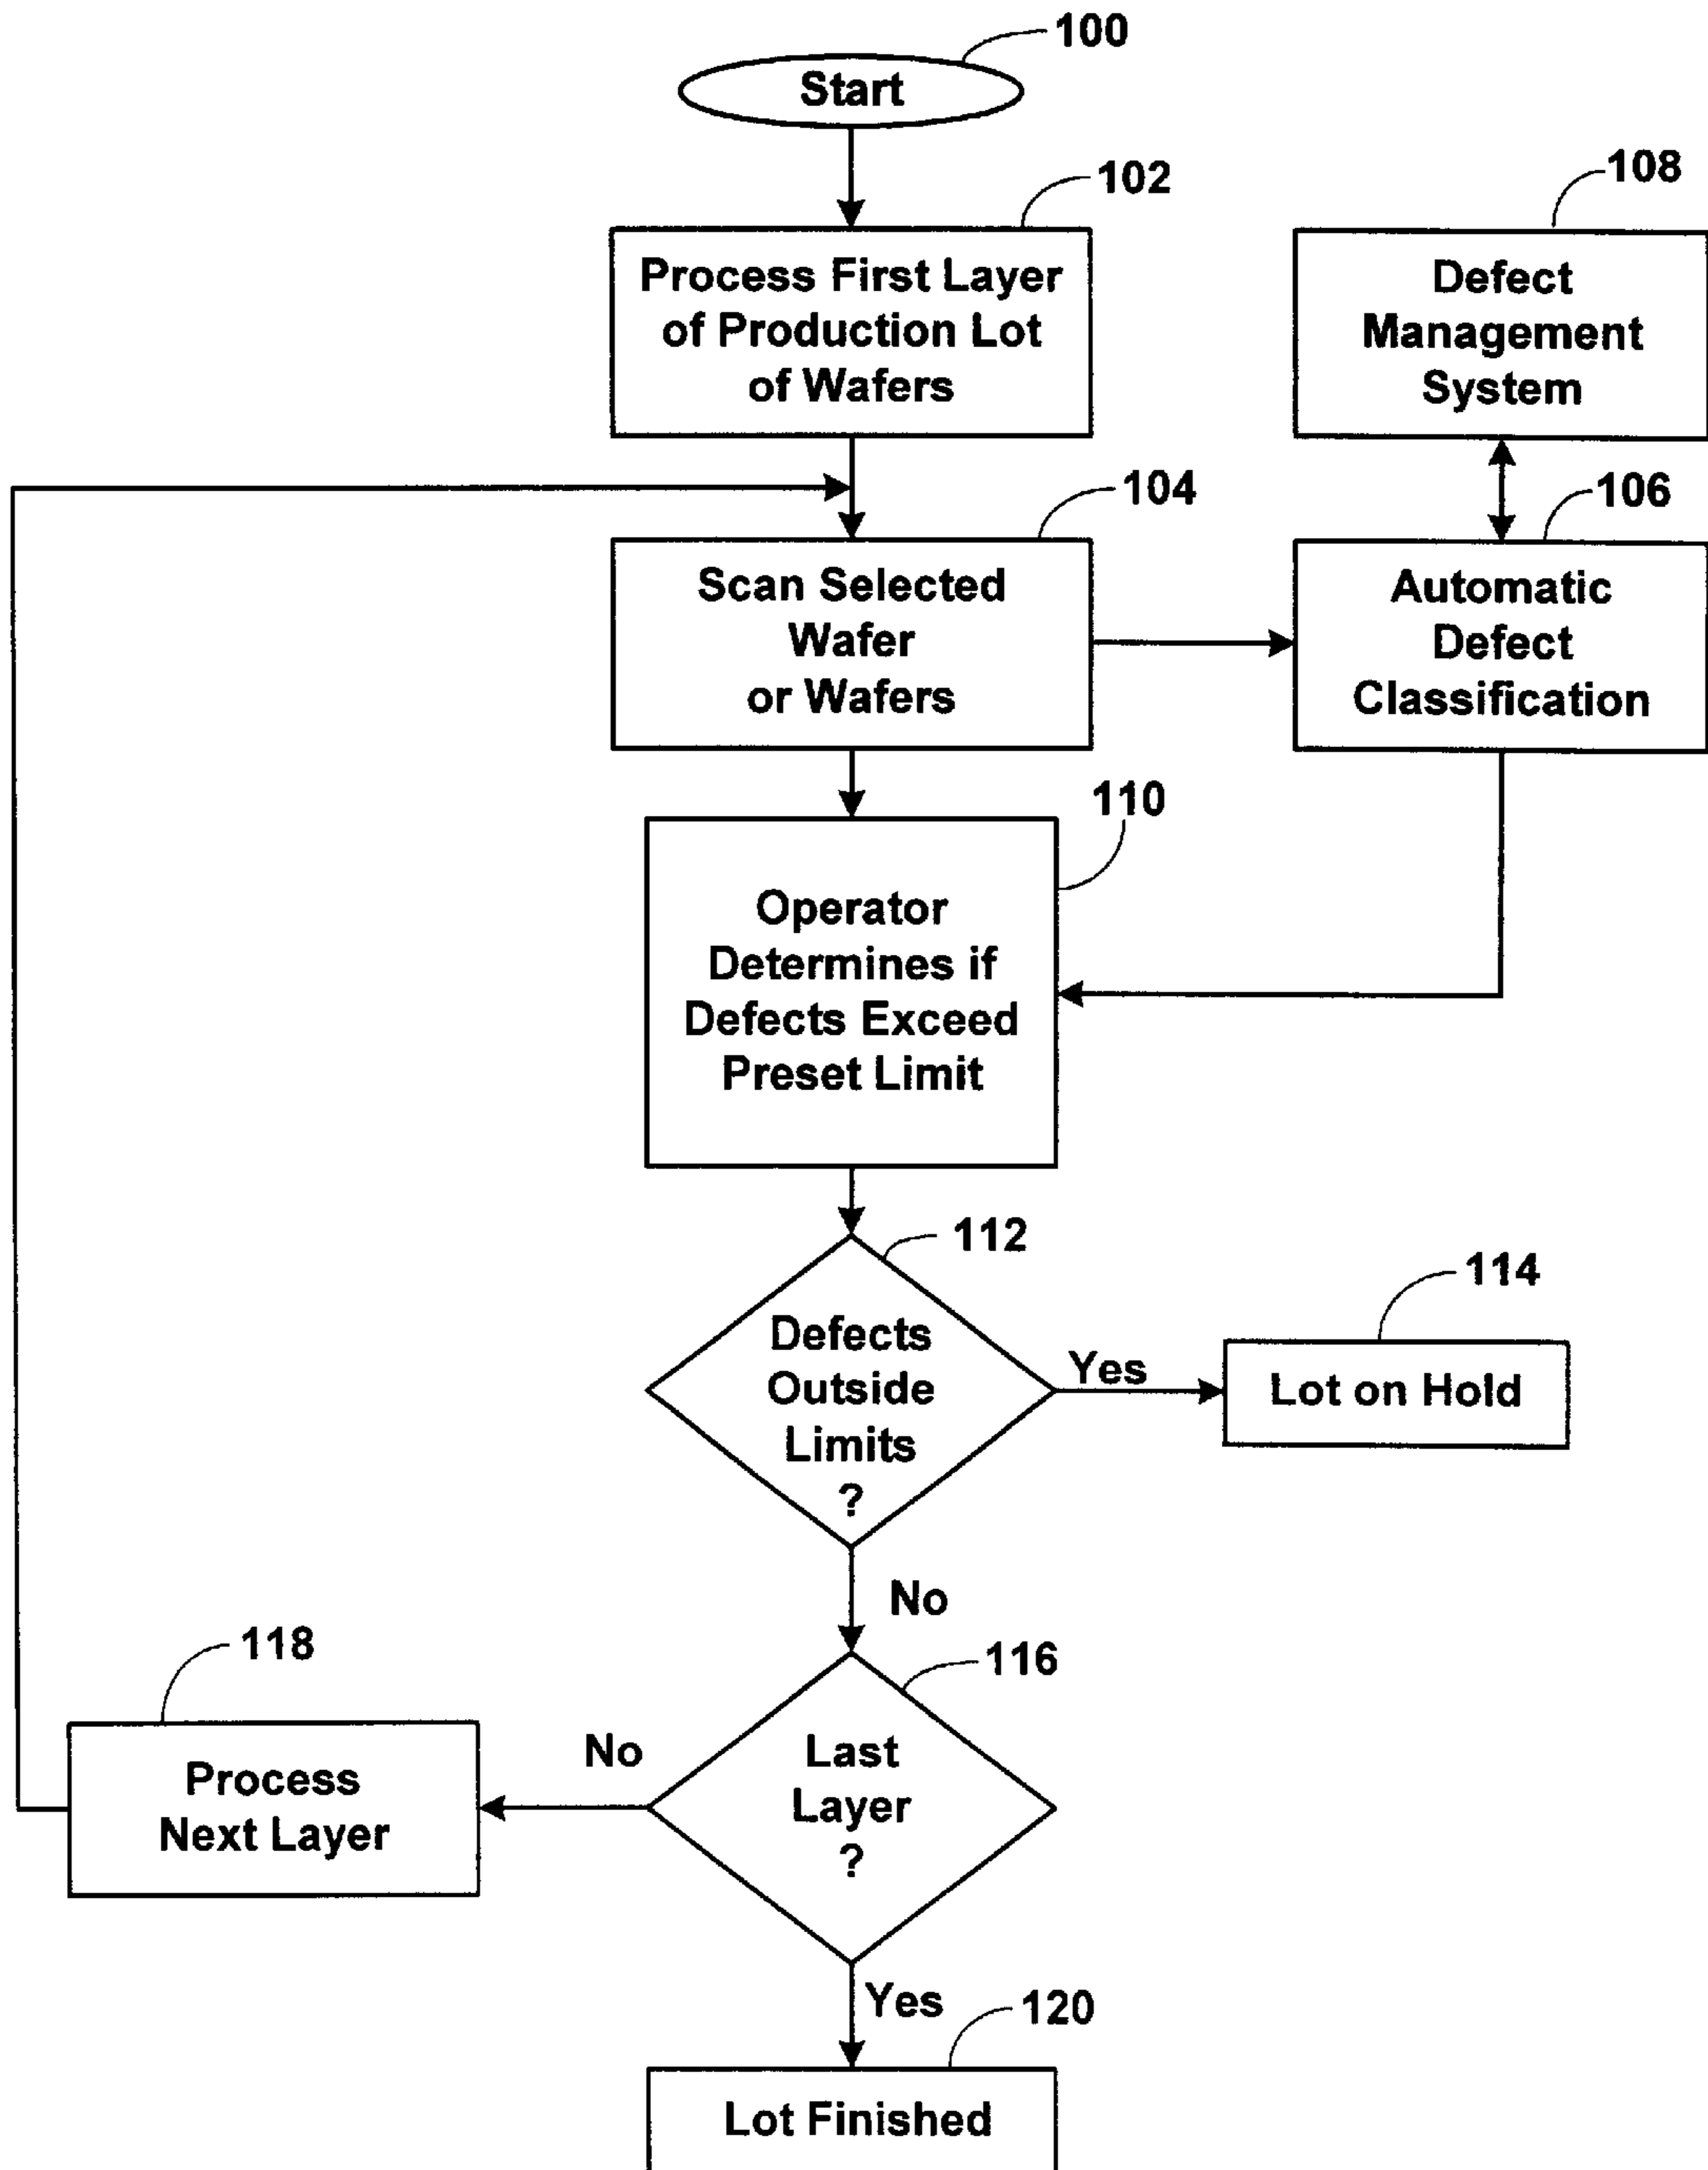 100
Start
102
Process First Layer
of Production Lot
of Wafers
108
Defect
Management
System
104
Scan Selected
Wafer
or Wafers
106
Automatic
Defect
Classification
110
Operator
Determines if
Defects Exceed
Preset Limit
112
Defects
Outside
Limits
?
Yes
114
Lot on Hold
No
116
Last
Layer
?
No
118
Process
Next Layer
Yes
120
Lot Finished